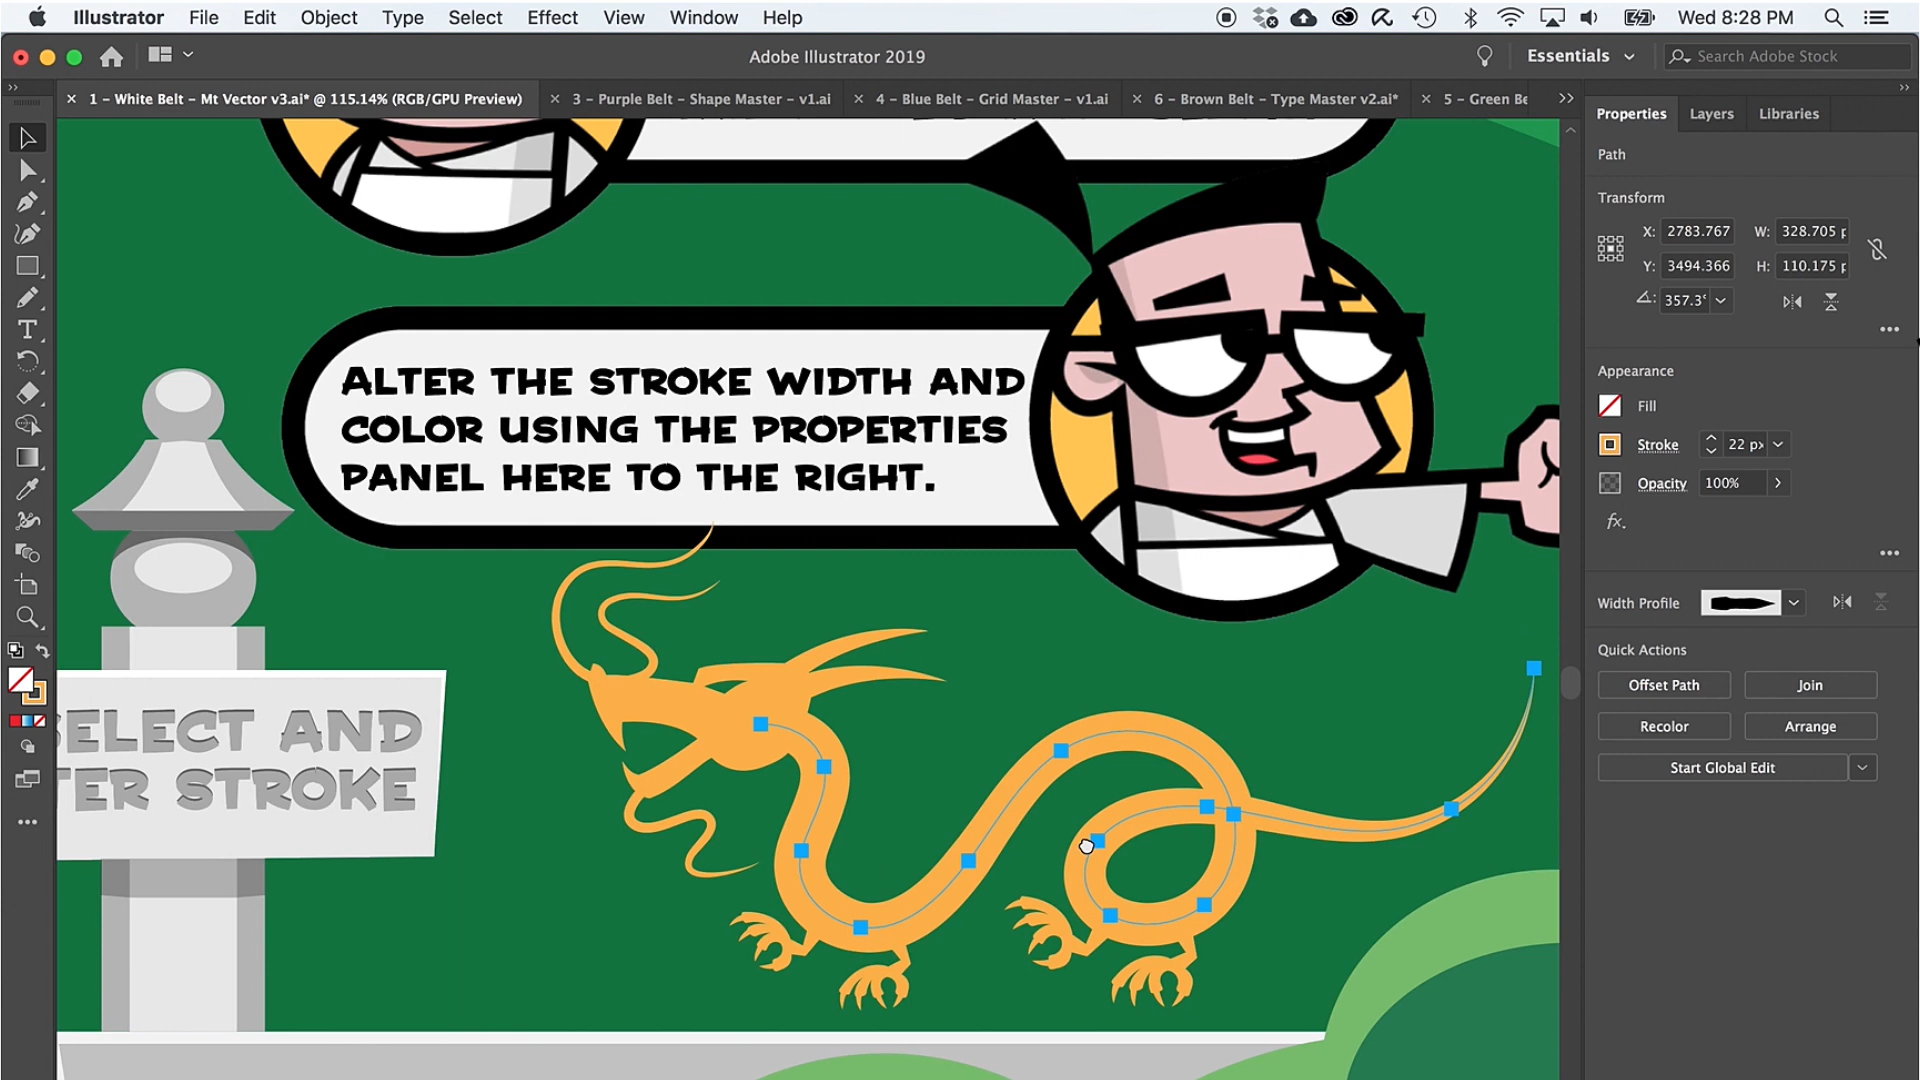 Illustrator File Edit Object Type Select Effect View Window Help
Wed 8:28 PM
Adobe Illustrator 2019
Essentials
Search Adobe Stock
1 – White Belt – Mt Vector v3.ai* @ 115.14% (RGB/GPU Preview)
3 – Purple Belt – Shape Master – v1.ai
4 – Blue Belt – Grid Master – v1.ai
6 – Brown Belt – Type Master v2.ai*
5 – Green Be
Properties Layers Libraries
Path
Transform
X: 2783.767 W: 328.705 p
Y: 3494.366 H: 110.175 p
357.3°
Appearance
Fill
Stroke 22 px
Opacity 100%
fx.
Width Profile
Quick Actions
Offset Path Join
Recolor Arrange
Start Global Edit
ALTER THE STROKE WIDTH AND
COLOR USING THE PROPERTIES
PANEL HERE TO THE RIGHT.
SELECT AND
TER STROKE